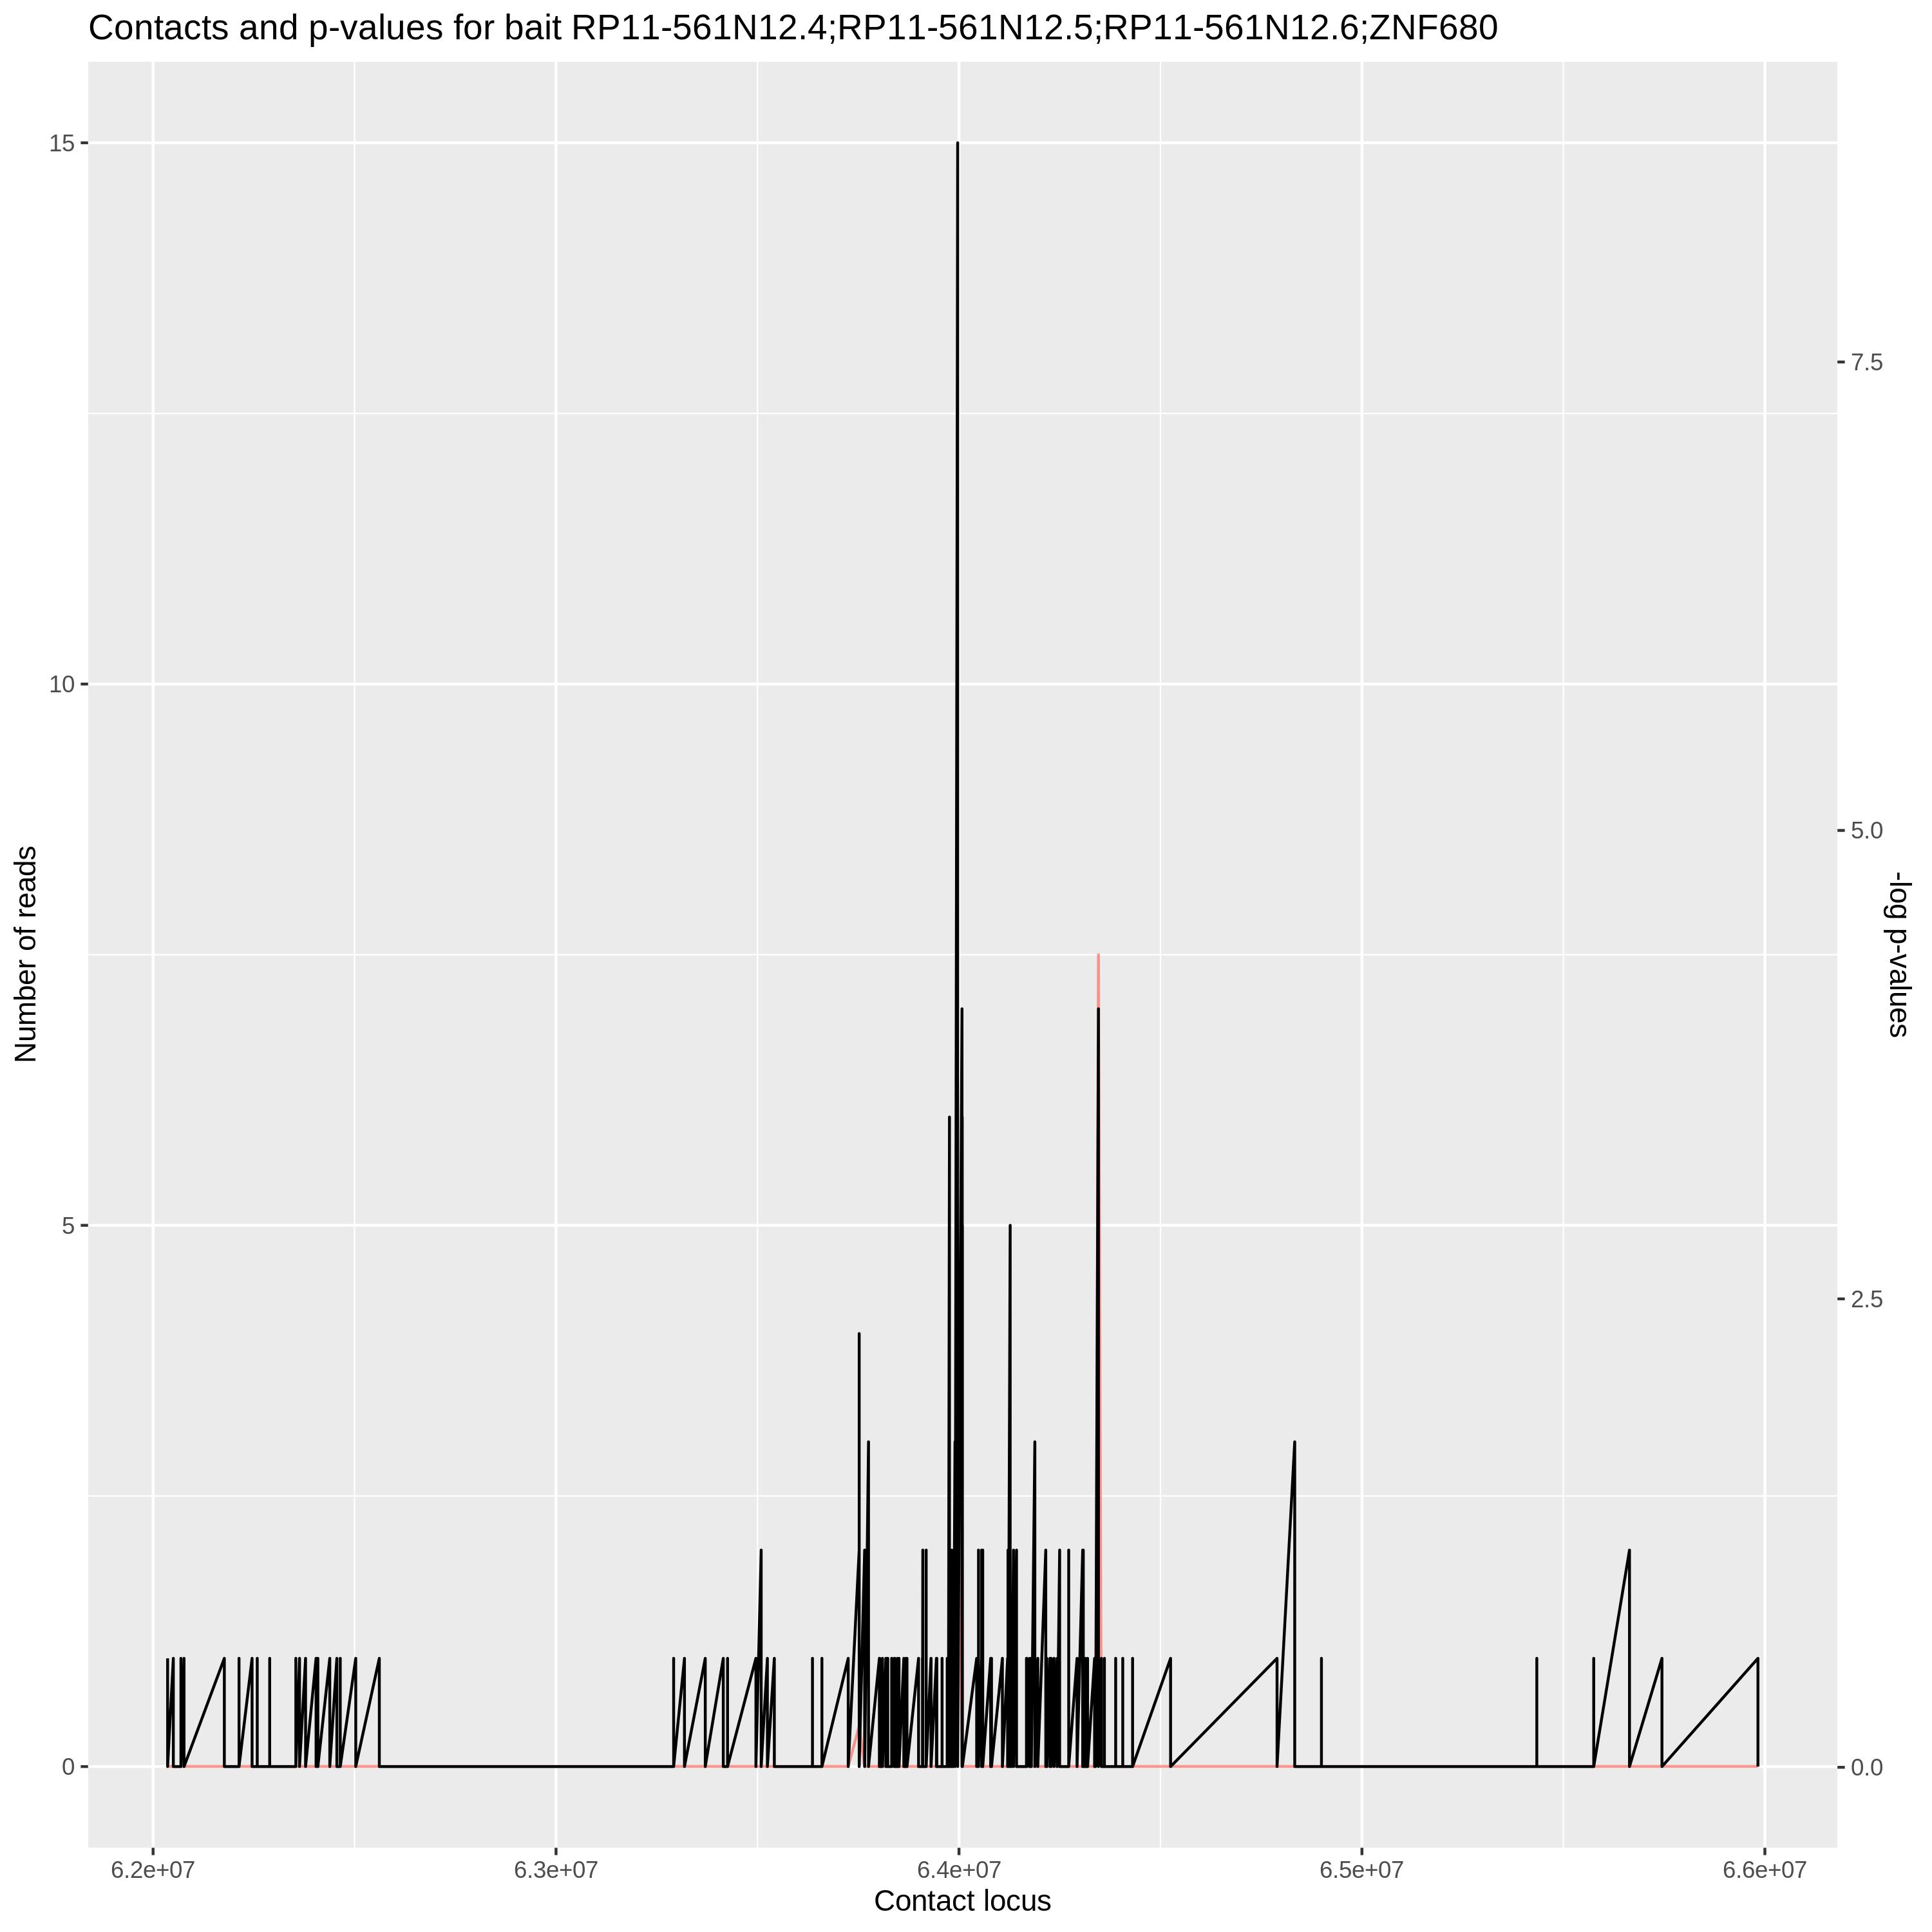 Contacts and p-values for bait RP11-561N12.4;RP11-561N12.5;RP11-561N12.6;ZNF680
15
10
5
0
Number of reads
7.5
5.0
2.5
0.0
-log p-values
6.2e+07 6.3e+07 6.4e+07 6.5e+07 6.6e+07
Contact locus